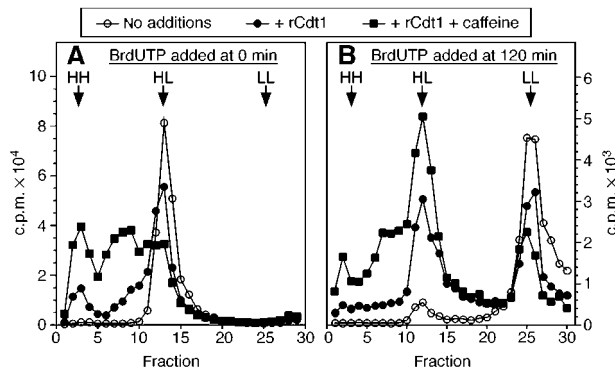 No additions + rCdt1 + rCdt1 + caffeine
A BrdUTP added at 0 min
HH HL LL
10
8
6
4
2
0
c.p.m. × 10⁴
0 5 10 15 20 25 30
Fraction
B BrdUTP added at 120 min
HH HL LL
6
5
4
3
2
1
0
c.p.m. × 10³
0 5 10 15 20 25 30
Fraction